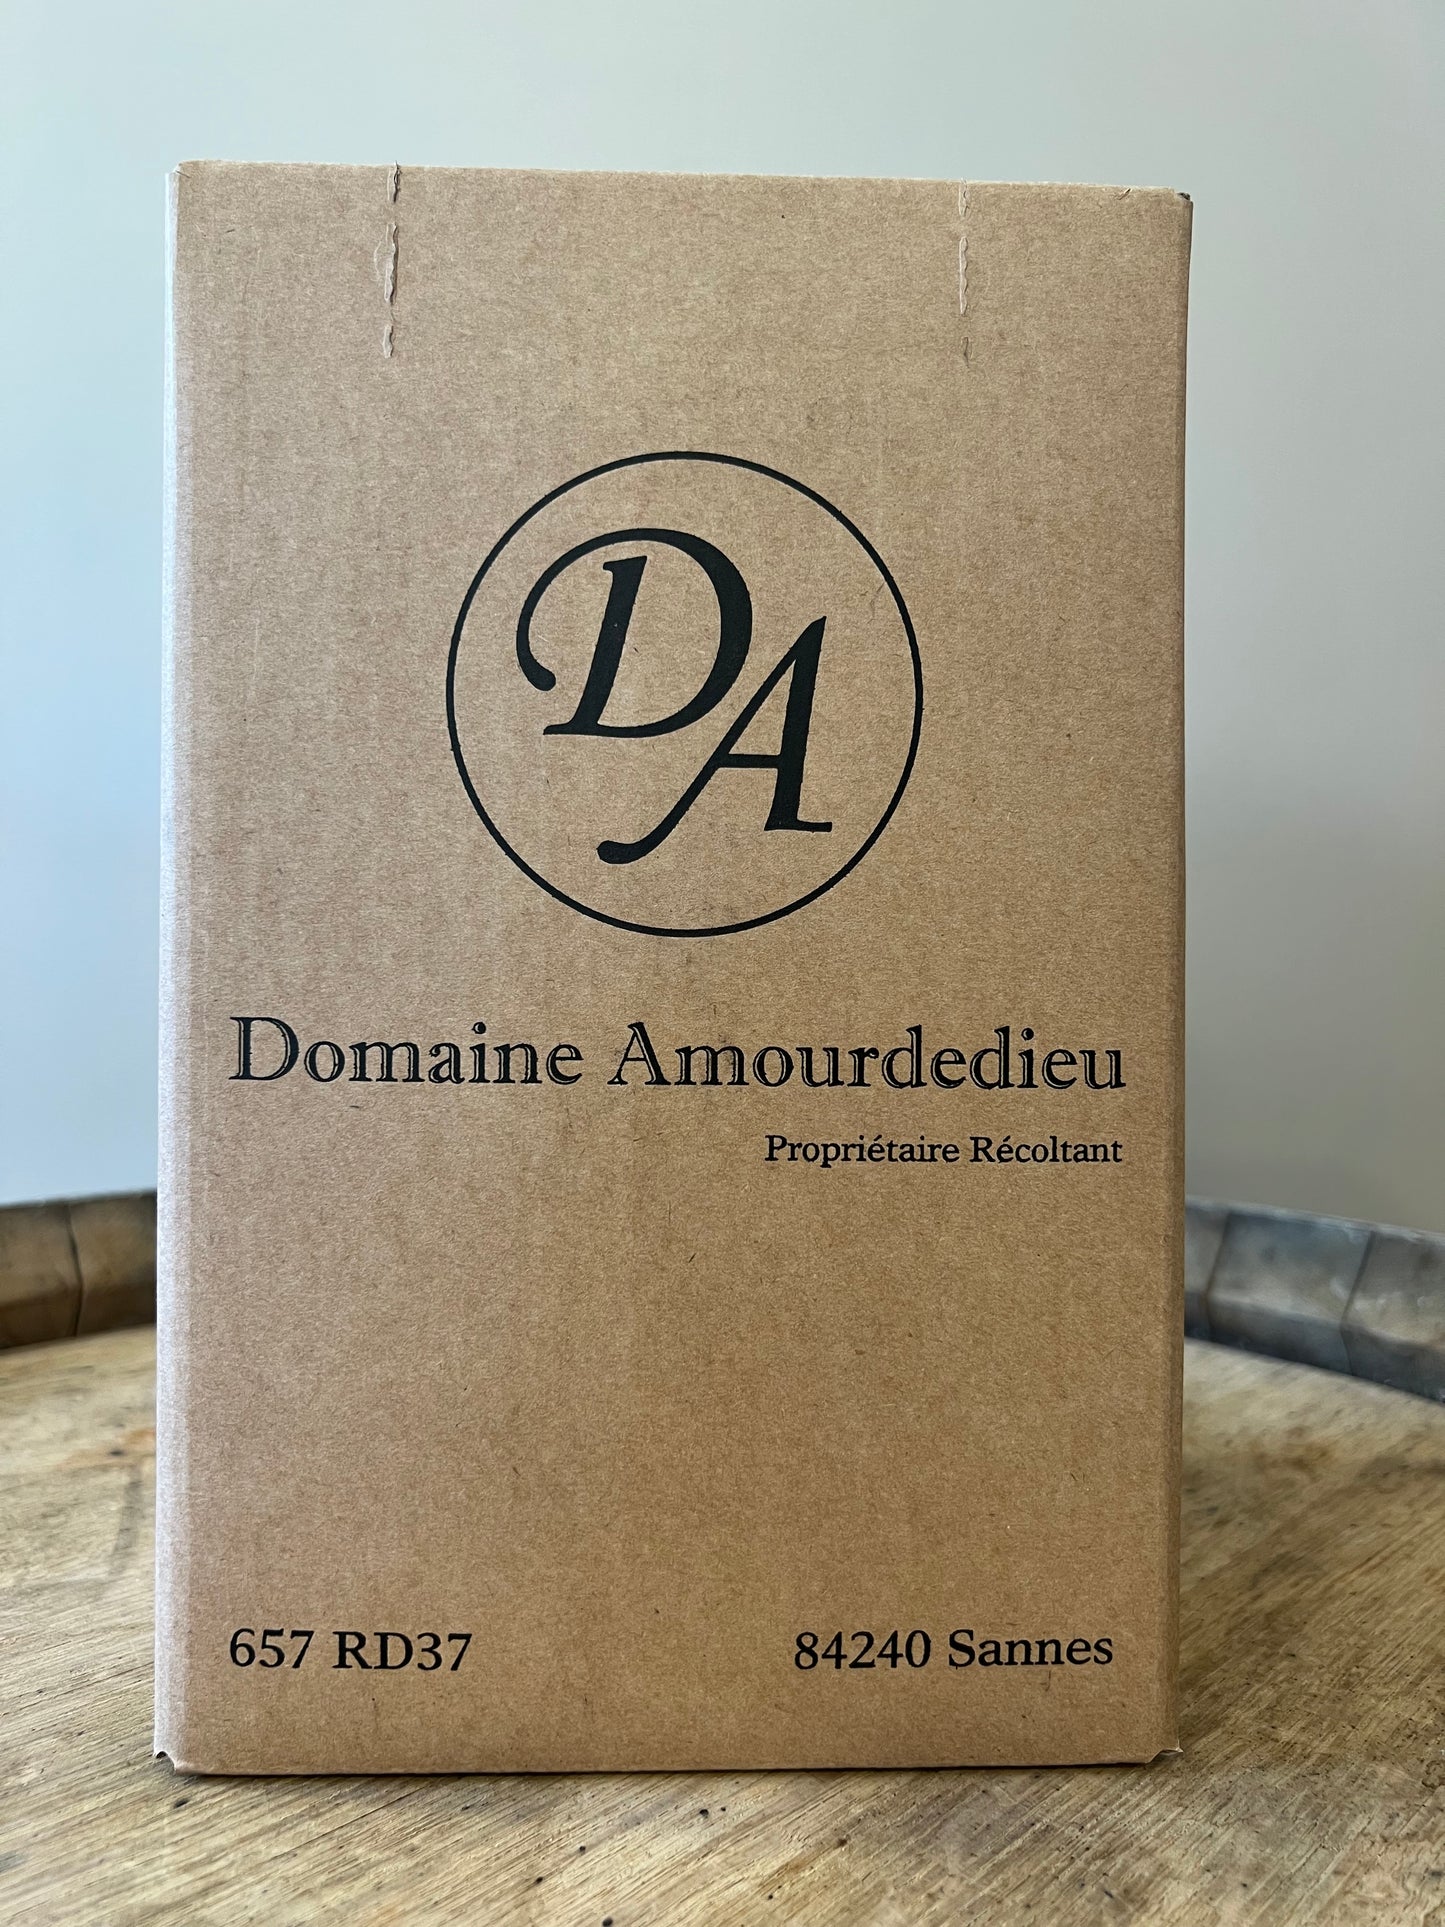 DA
Domaine Amourdedieu
Propriétaire Récoltant
657 RD37 84240 Sannes